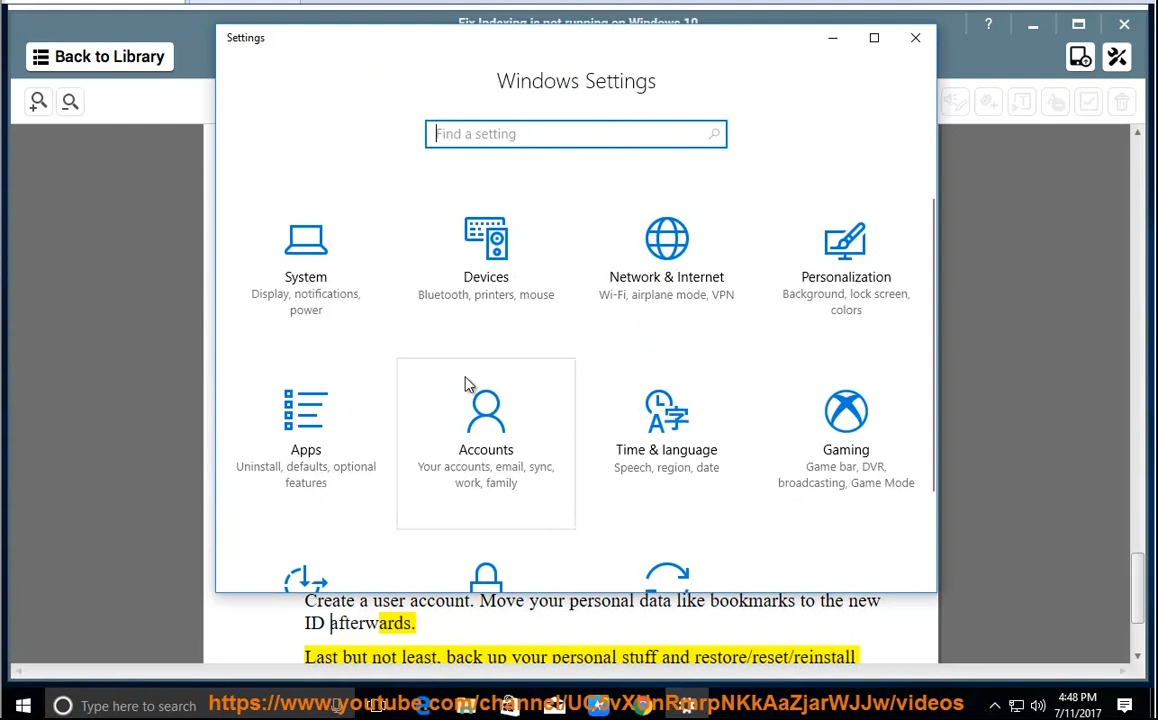 Fix Indexing is not running on Windows 10
?
Back to Library
Settings
Windows Settings
Find a setting
System
Display, notifications,
power
Devices
Bluetooth, printers, mouse
Network & Internet
Wi-Fi, airplane mode, VPN
Personalization
Background, lock screen,
colors
Apps
Uninstall, defaults, optional
features
Accounts
Your accounts, email, sync,
work, family
Time & language
Speech, region, date
Gaming
Game bar, DVR,
broadcasting, Game Mode
Create a user account. Move your personal data like bookmarks to the new
ID afterwards.
Last but not least, back up your personal stuff and restore/reset/reinstall
Type here to search
4:48 PM
7/11/2017